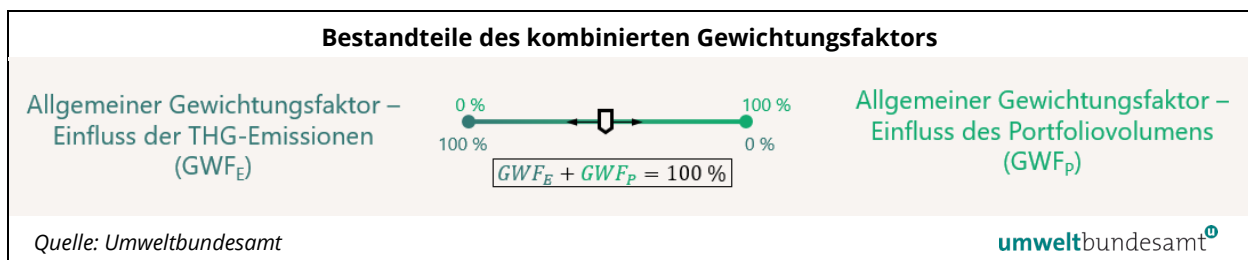 Bestandteile des kombinierten Gewichtungsfaktors
Allgemeiner Gewichtungsfaktor –
Einfluss der THG-Emissionen
(GWF_E)
0 %
100 %
100 %
0 %
GWF_E + GWF_P = 100 %
Allgemeiner Gewichtungsfaktor –
Einfluss des Portfoliovolumens
(GWF_P)
Quelle: Umweltbundesamt
umweltbundesamt u